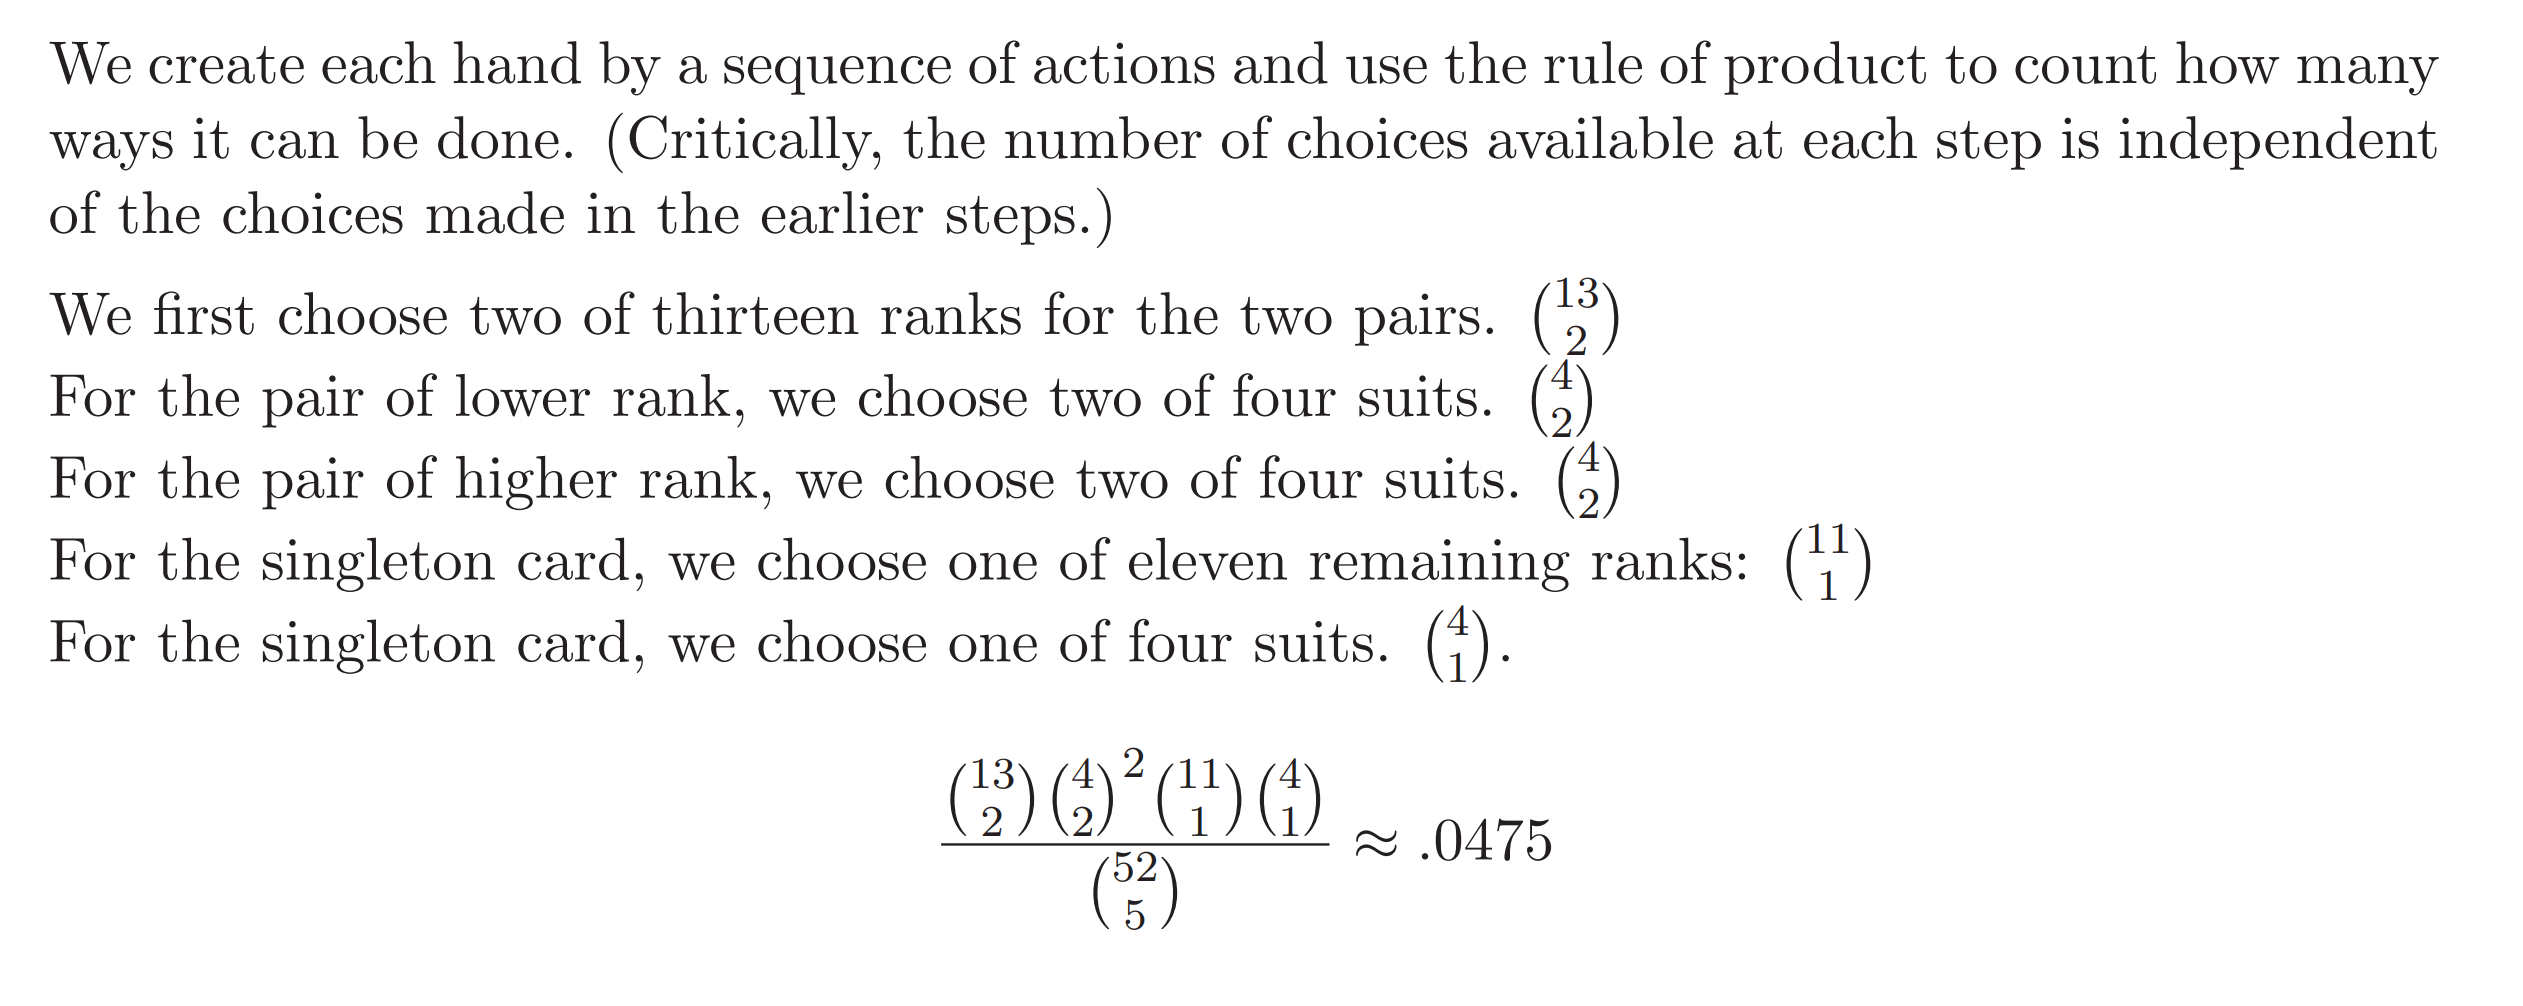 We create each hand by a sequence of actions and use the rule of product to count how many
ways it can be done. (Critically, the number of choices available at each step is independent
of the choices made in the earlier steps.)
We first choose two of thirteen ranks for the two pairs. $\binom{13}{2}$
For the pair of lower rank, we choose two of four suits. $\binom{4}{2}$
For the pair of higher rank, we choose two of four suits. $\binom{4}{2}$
For the singleton card, we choose one of eleven remaining ranks: $\binom{11}{1}$
For the singleton card, we choose one of four suits. $\binom{4}{1}$.
$\frac{\binom{13}{2}\binom{4}{2}^2\binom{11}{1}\binom{4}{1}}{\binom{52}{5}} \approx .0475$